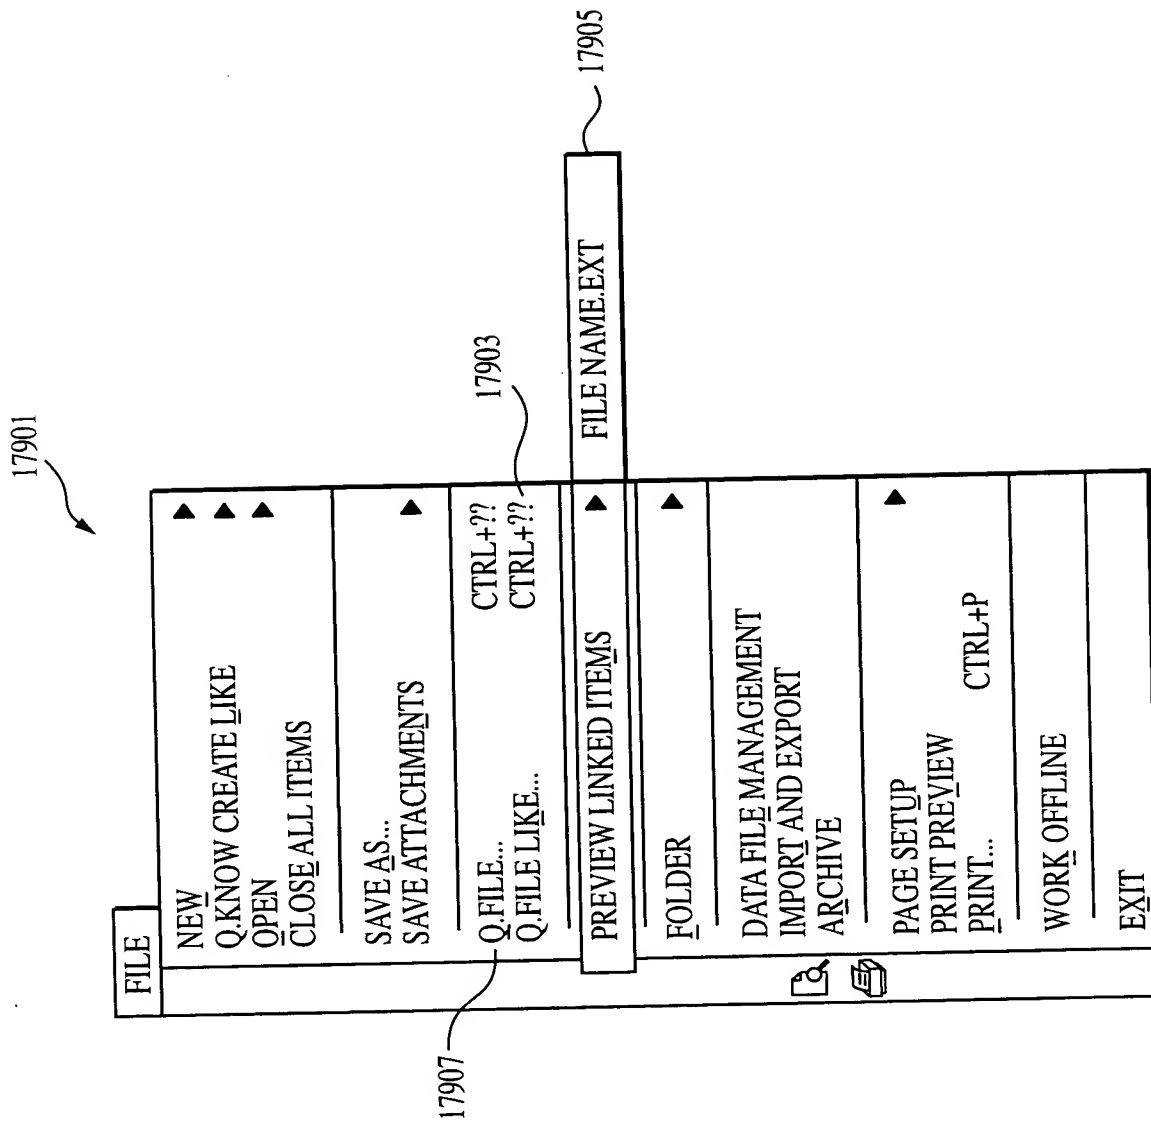 17901
FILE
NEW
Q.KNOW CREATE LIKE
OPEN
CLOSE ALL ITEMS
SAVE AS...
SAVE ATTACHMENTS
Q.FILE... CTRL+??
Q.FILE LIKE... CTRL+??
17907
17903
PREVIEW LINKED ITEMS
FILE NAME.EXT
17905
FOLDER
DATA FILE MANAGEMENT
IMPORT AND EXPORT
ARCHIVE
PAGE SETUP
PRINT PREVIEW
PRINT... CTRL+P
WORK OFFLINE
EXIT